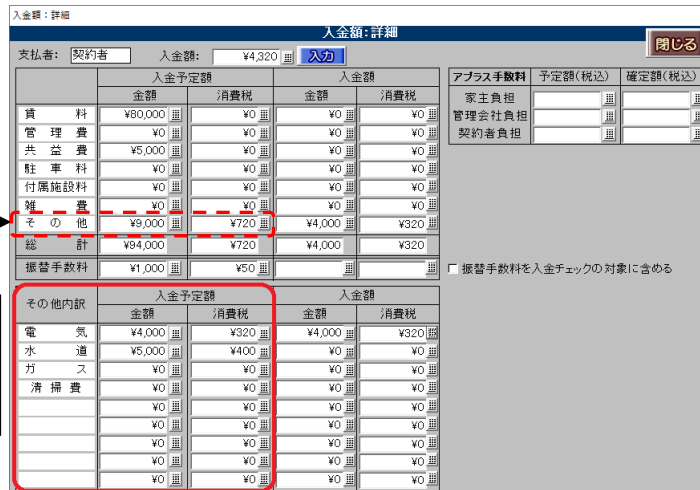 入金額：詳細
入金額:詳細
閉じる
支払者: 契約者 入金額: ¥4,320 入力
入金予定額 入金額
金額 消費税 金額 消費税
賃料 ¥80,000 ¥0 ¥0 ¥0
管理費 ¥0 ¥0 ¥0 ¥0
共益費 ¥5,000 ¥0 ¥0 ¥0
駐車料 ¥0 ¥0 ¥0 ¥0
付属施設料 ¥0 ¥0 ¥0 ¥0
雑費 ¥0 ¥0 ¥0 ¥0
その他 ¥9,000 ¥720 ¥4,000 ¥320
総計 ¥94,000 ¥720 ¥4,000 ¥320
振替手数料 ¥1,000 ¥50
アプラス手数料 予定額(税込) 確定額(税込)
家主負担
管理会社負担
契約者負担
振替手数料を入金チェックの対象に含める
その他内訳 入金予定額 入金額
金額 消費税 金額 消費税
電気 ¥4,000 ¥320 ¥4,000 ¥320
水道 ¥5,000 ¥400 ¥0 ¥0
ガス ¥0 ¥0 ¥0 ¥0
清掃費 ¥0 ¥0 ¥0 ¥0
¥0 ¥0 ¥0 ¥0
¥0 ¥0 ¥0 ¥0
¥0 ¥0 ¥0 ¥0
¥0 ¥0 ¥0 ¥0
¥0 ¥0 ¥0 ¥0